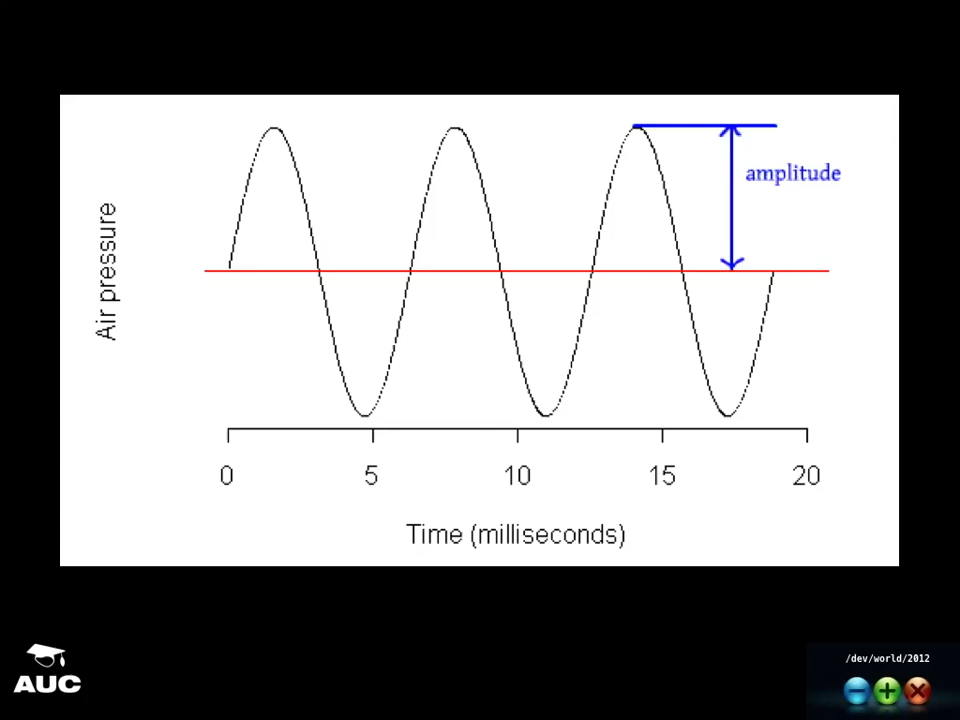 amplitude
Air pressure
0 5 10 15 20
Time (milliseconds)
AUC
/dev/world/2012